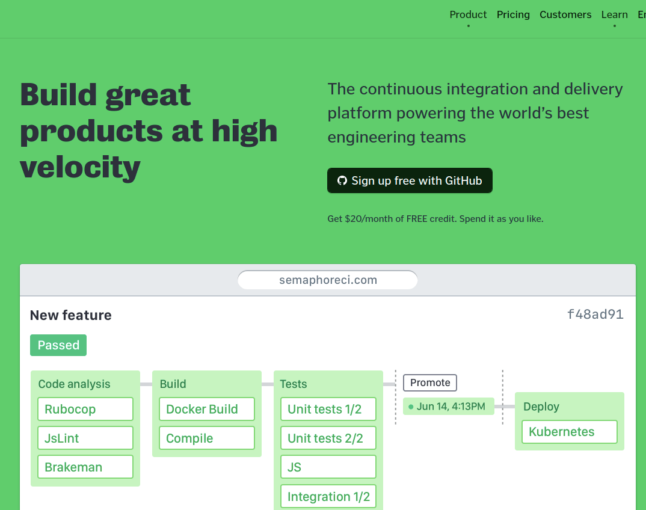 Product Pricing Customers Learn
Build great
products at high
velocity
The continuous integration and delivery
platform powering the world's best
engineering teams
Sign up free with GitHub
Get $20/month of FREE credit. Spend it as you like.
semaphoreci.com
New feature
f48ad91
Passed
Code analysis
Rubocop
JsLint
Brakeman
Build
Docker Build
Compile
Tests
Unit tests 1/2
Unit tests 2/2
JS
Integration 1/2
Promote
Jun 14, 4:13PM
Deploy
Kubernetes